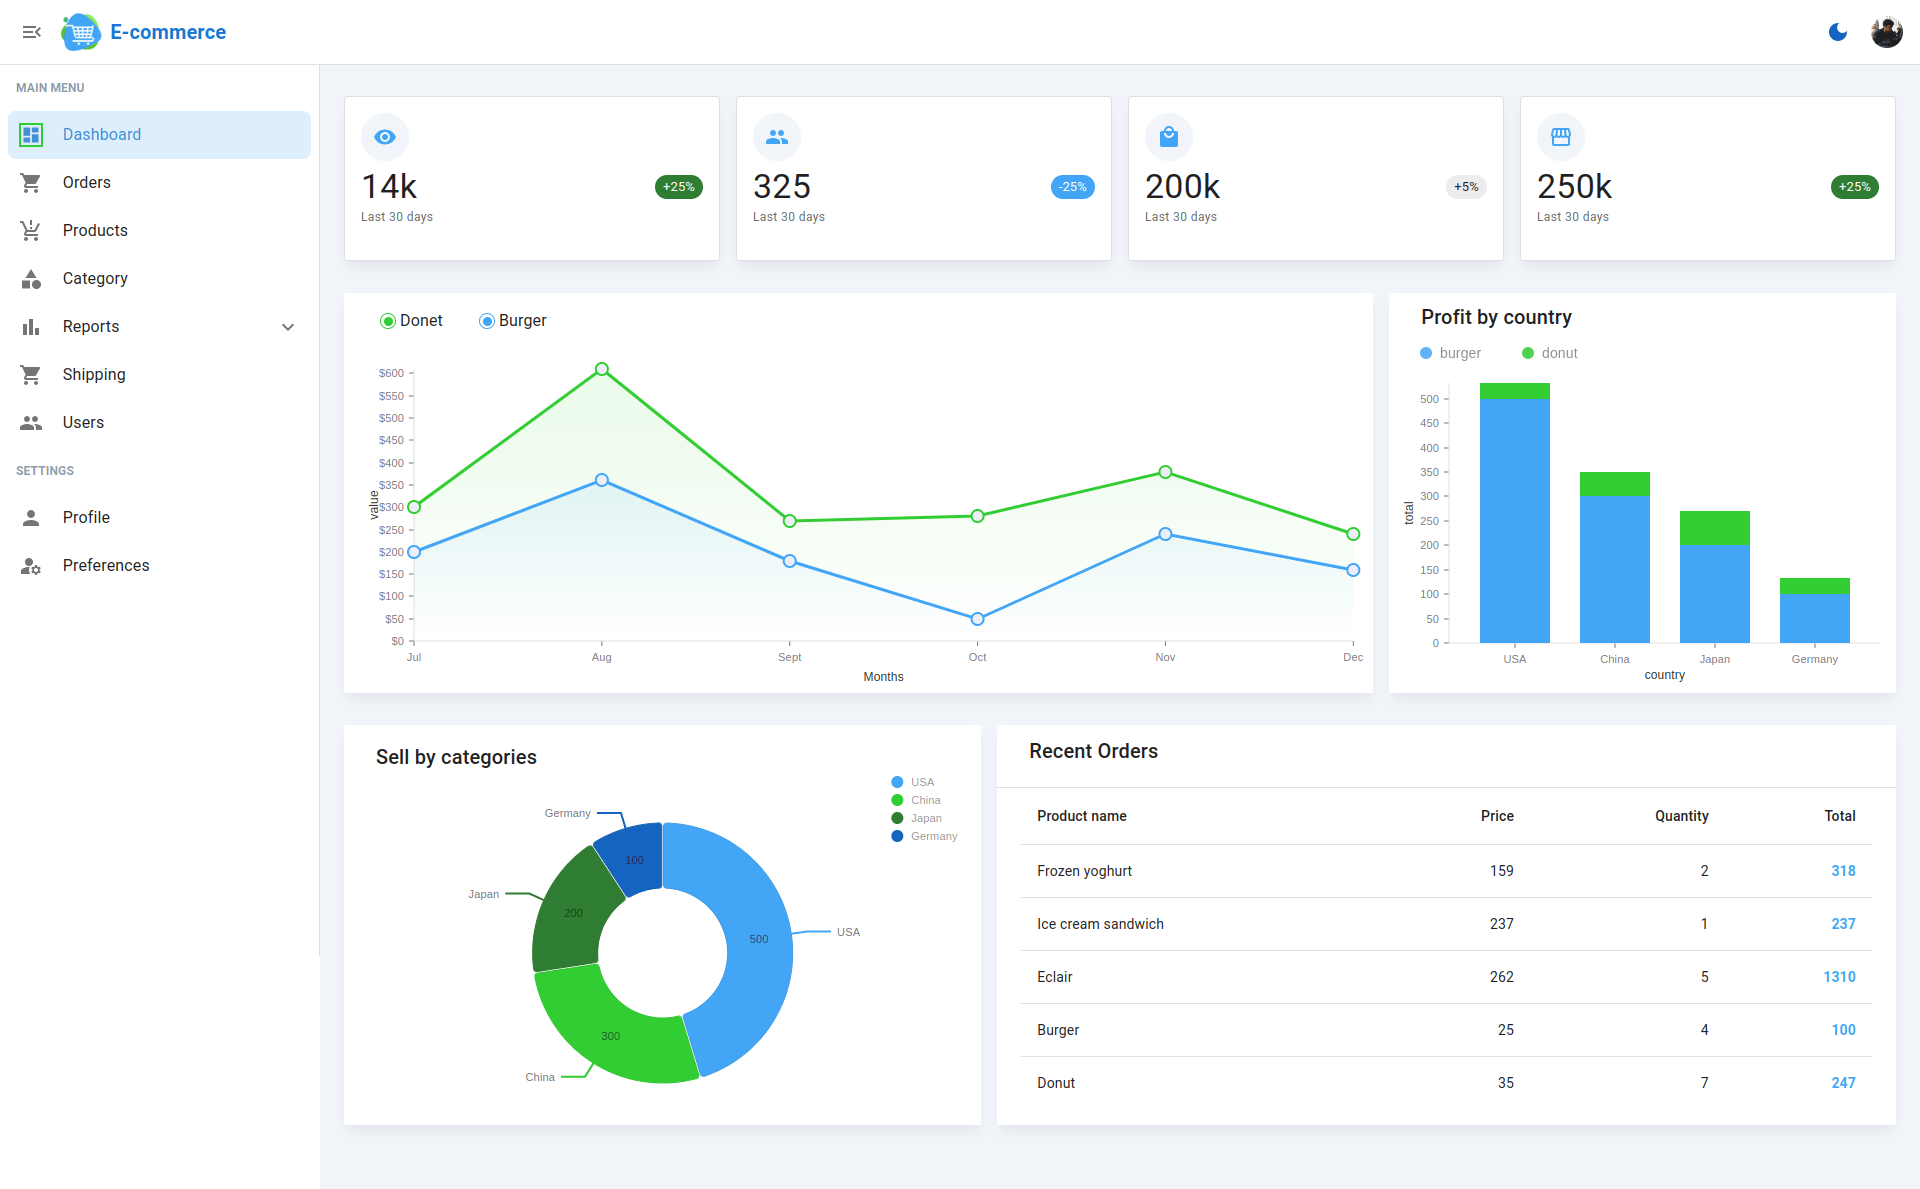 E-commerce
MAIN MENU
Dashboard
Orders
Products
Category
Reports
Shipping
Users
SETTINGS
Profile
Preferences
14k
+25%
Last 30 days
325
-25%
Last 30 days
200k
+5%
Last 30 days
250k
+25%
Last 30 days
Donet Burger
$600
$550
$500
$450
$400
$350
$300
$250
$200
$150
$100
$50
$0
value
Jul Aug Sept Oct Nov Dec
Months
Profit by country
burger donut
500
450
400
350
300
250
200
150
100
50
0
total
USA China Japan Germany
country
Sell by categories
USA
China
Japan
Germany
Germany
100
Japan
200
500
USA
300
China
Recent Orders
Product name Price Quantity Total
Frozen yoghurt 159 2 318
Ice cream sandwich 237 1 237
Eclair 262 5 1310
Burger 25 4 100
Donut 35 7 247